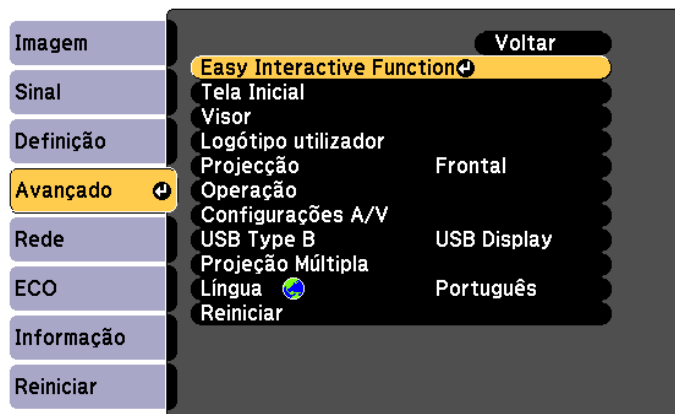 Imagem
Sinal
Definição
Avançado
Rede
ECO
Informação
Reiniciar
Voltar
Easy Interactive Function
Tela Inicial
Visor
Logótipo utilizador
Projecção Frontal
Operação
Configurações A/V
USB Type B USB Display
Projeção Múltipla
Língua Português
Reiniciar